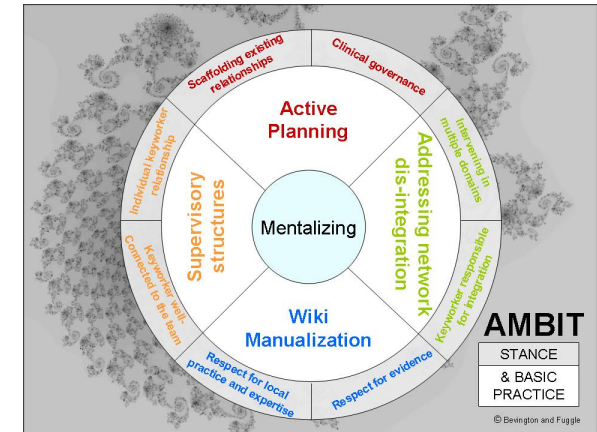 Scaffolding existing
relationships
Clinical governance
Active
Planning
Individual keyworker
relationship
Intervening in
multiple domains
Supervisory
structures
Addressing network
dis-integration
Mentalizing
Keyworker well-
Connected to the team
Keyworker responsible
for integration
Wiki
Manualization
Respect for local
practice and expertise
Respect for evidence
AMBIT
STANCE
& BASIC
PRACTICE
© Bevington and Fuggle